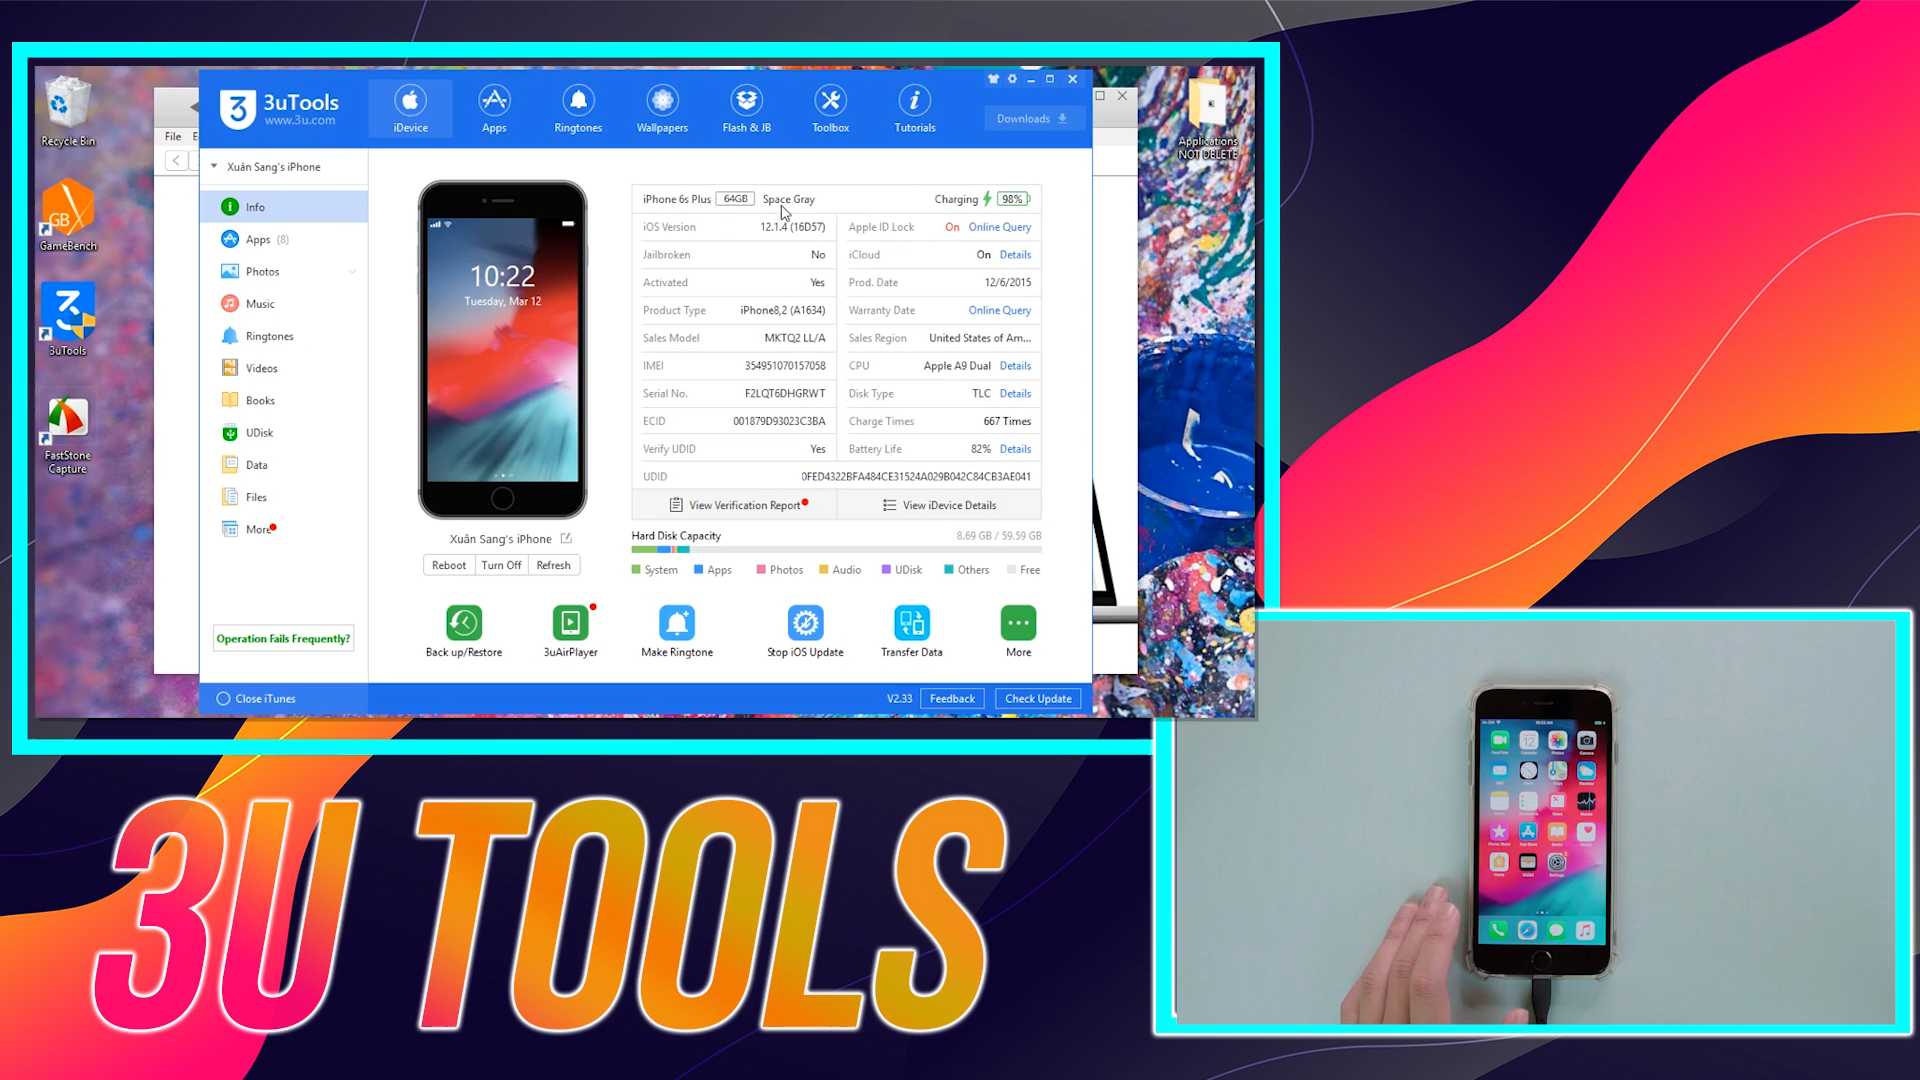 Recycle Bin
GameBench
3uTools
FastStone
Capture
Applications
NOT DELETE
File
3uTools
www.3u.com
iDevice
Apps
Ringtones
Wallpapers
Flash & JB
Toolbox
Tutorials
Downloads
Xuân Sang's iPhone
Info
Apps (8)
Photos
Music
Ringtones
Videos
Books
UDisk
Data
Files
More
Operation Fails Frequently?
Close iTunes
10:22
Tuesday, Mar 12
Xuân Sang's iPhone
Reboot Turn Off Refresh
iPhone 6s Plus 64GB Space Gray Charging 98%
iOS Version 12.1.4 (16D57) Apple ID Lock On Online Query
Jailbroken No iCloud On Details
Activated Yes Prod. Date 12/6/2015
Product Type iPhone8,2 (A1634) Warranty Date Online Query
Sales Model MKTQ2 LL/A Sales Region United States of Am...
IMEI 354951070157058 CPU Apple A9 Dual Details
Serial No. F2LQT6DHGRWT Disk Type TLC Details
ECID 001879D93023C3BA Charge Times 667 Times
Verify UDID Yes Battery Life 82% Details
UDID 0FED4322BFA484CE31524A029B042C84CB3AE041
View Verification Report View iDevice Details
Hard Disk Capacity 8.69 GB / 59.59 GB
System Apps Photos Audio UDisk Others Free
Back up/Restore
3uAirPlayer
Make Ringtone
Stop iOS Update
Transfer Data
More
V2.33 Feedback Check Update
3U TOOLS